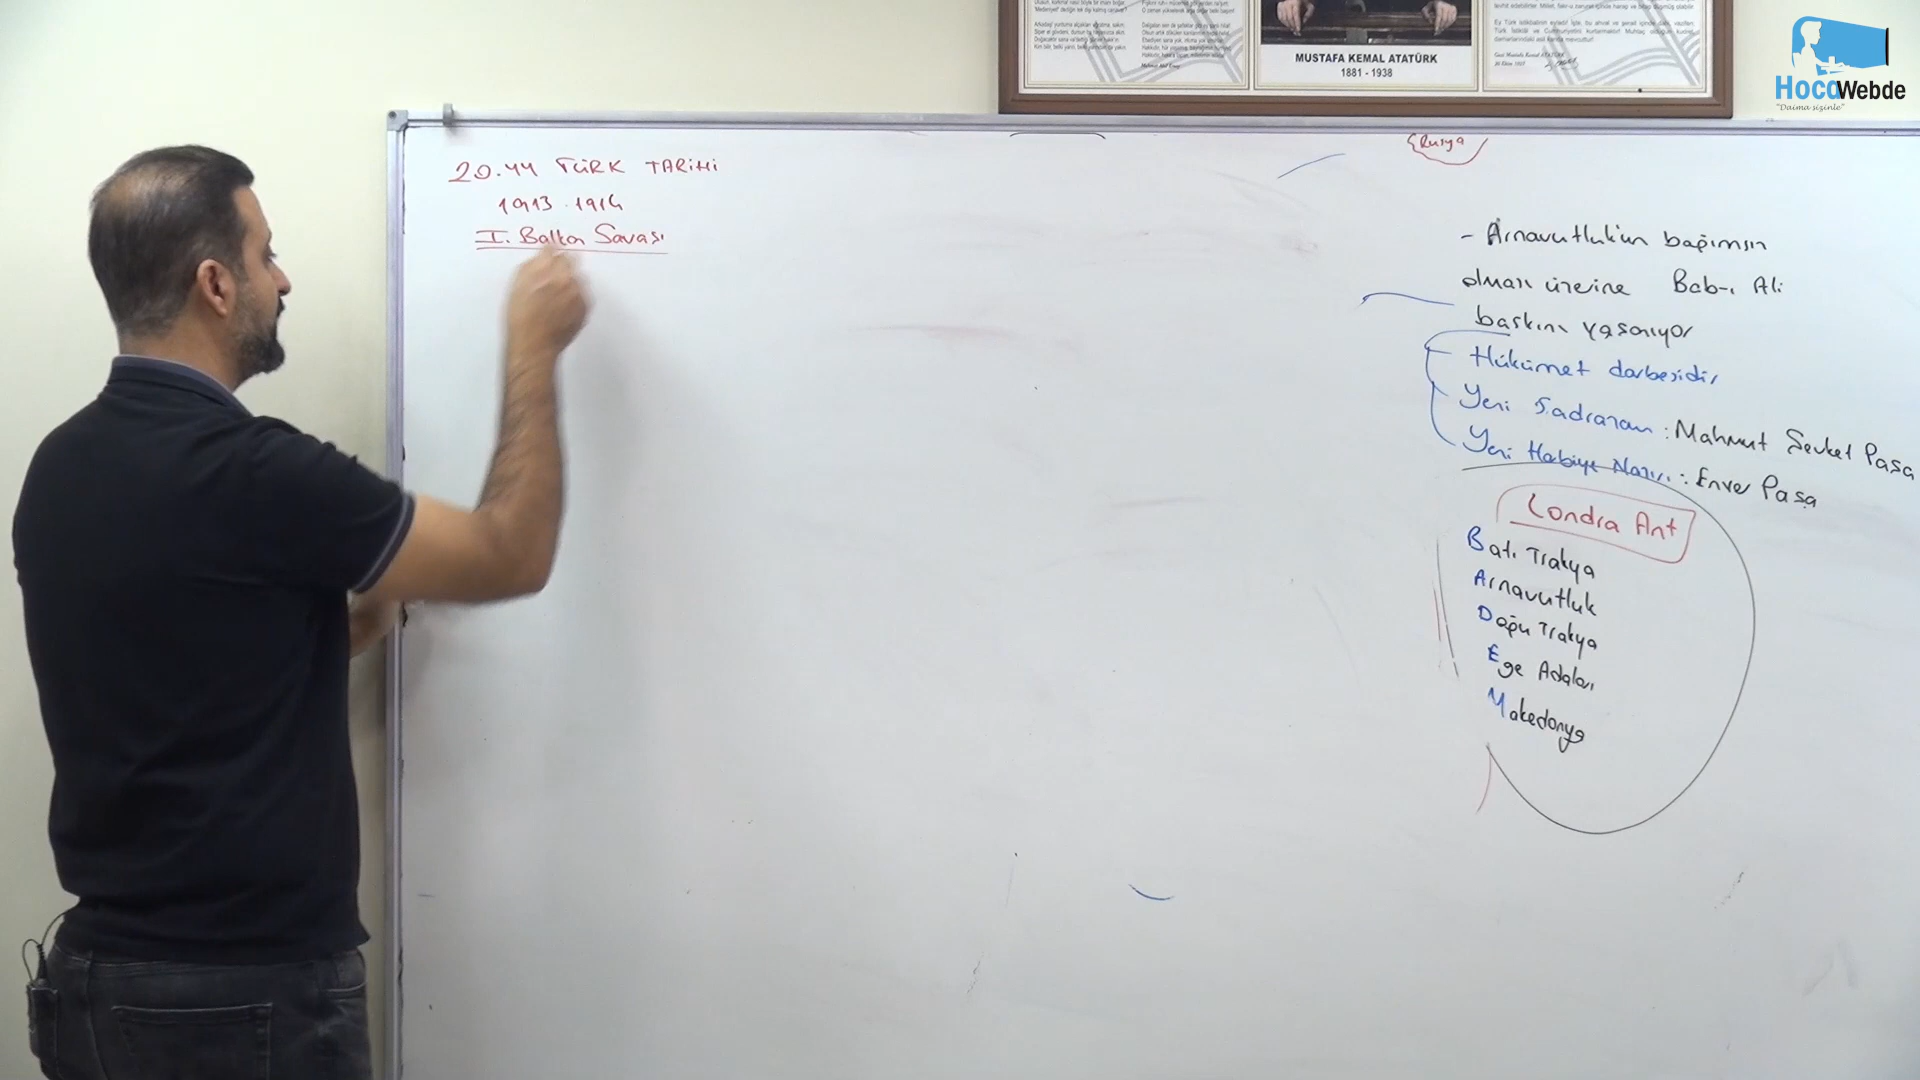 MUSTAFA KEMAL ATATÜRK
1881 - 1938
HocaWebde
"Daima sizinle"
20.YY TÜRK TARİHİ
1913 - 1914
I. Balkan Savaşı
Rusya
- Arnavutluk'un bağımsın
olması üzerine Bab-ı Ali
baskını yaşanıyor
Hükümet darbesidir
Yeni Sadrazam : Mahmut Şevket Paşa
Yeni Harbiye Nazırı : Enver Paşa
Londra Ant
Batı Trakya
Arnavutluk
Doğu Trakya
Ege Adaları
Makedonya